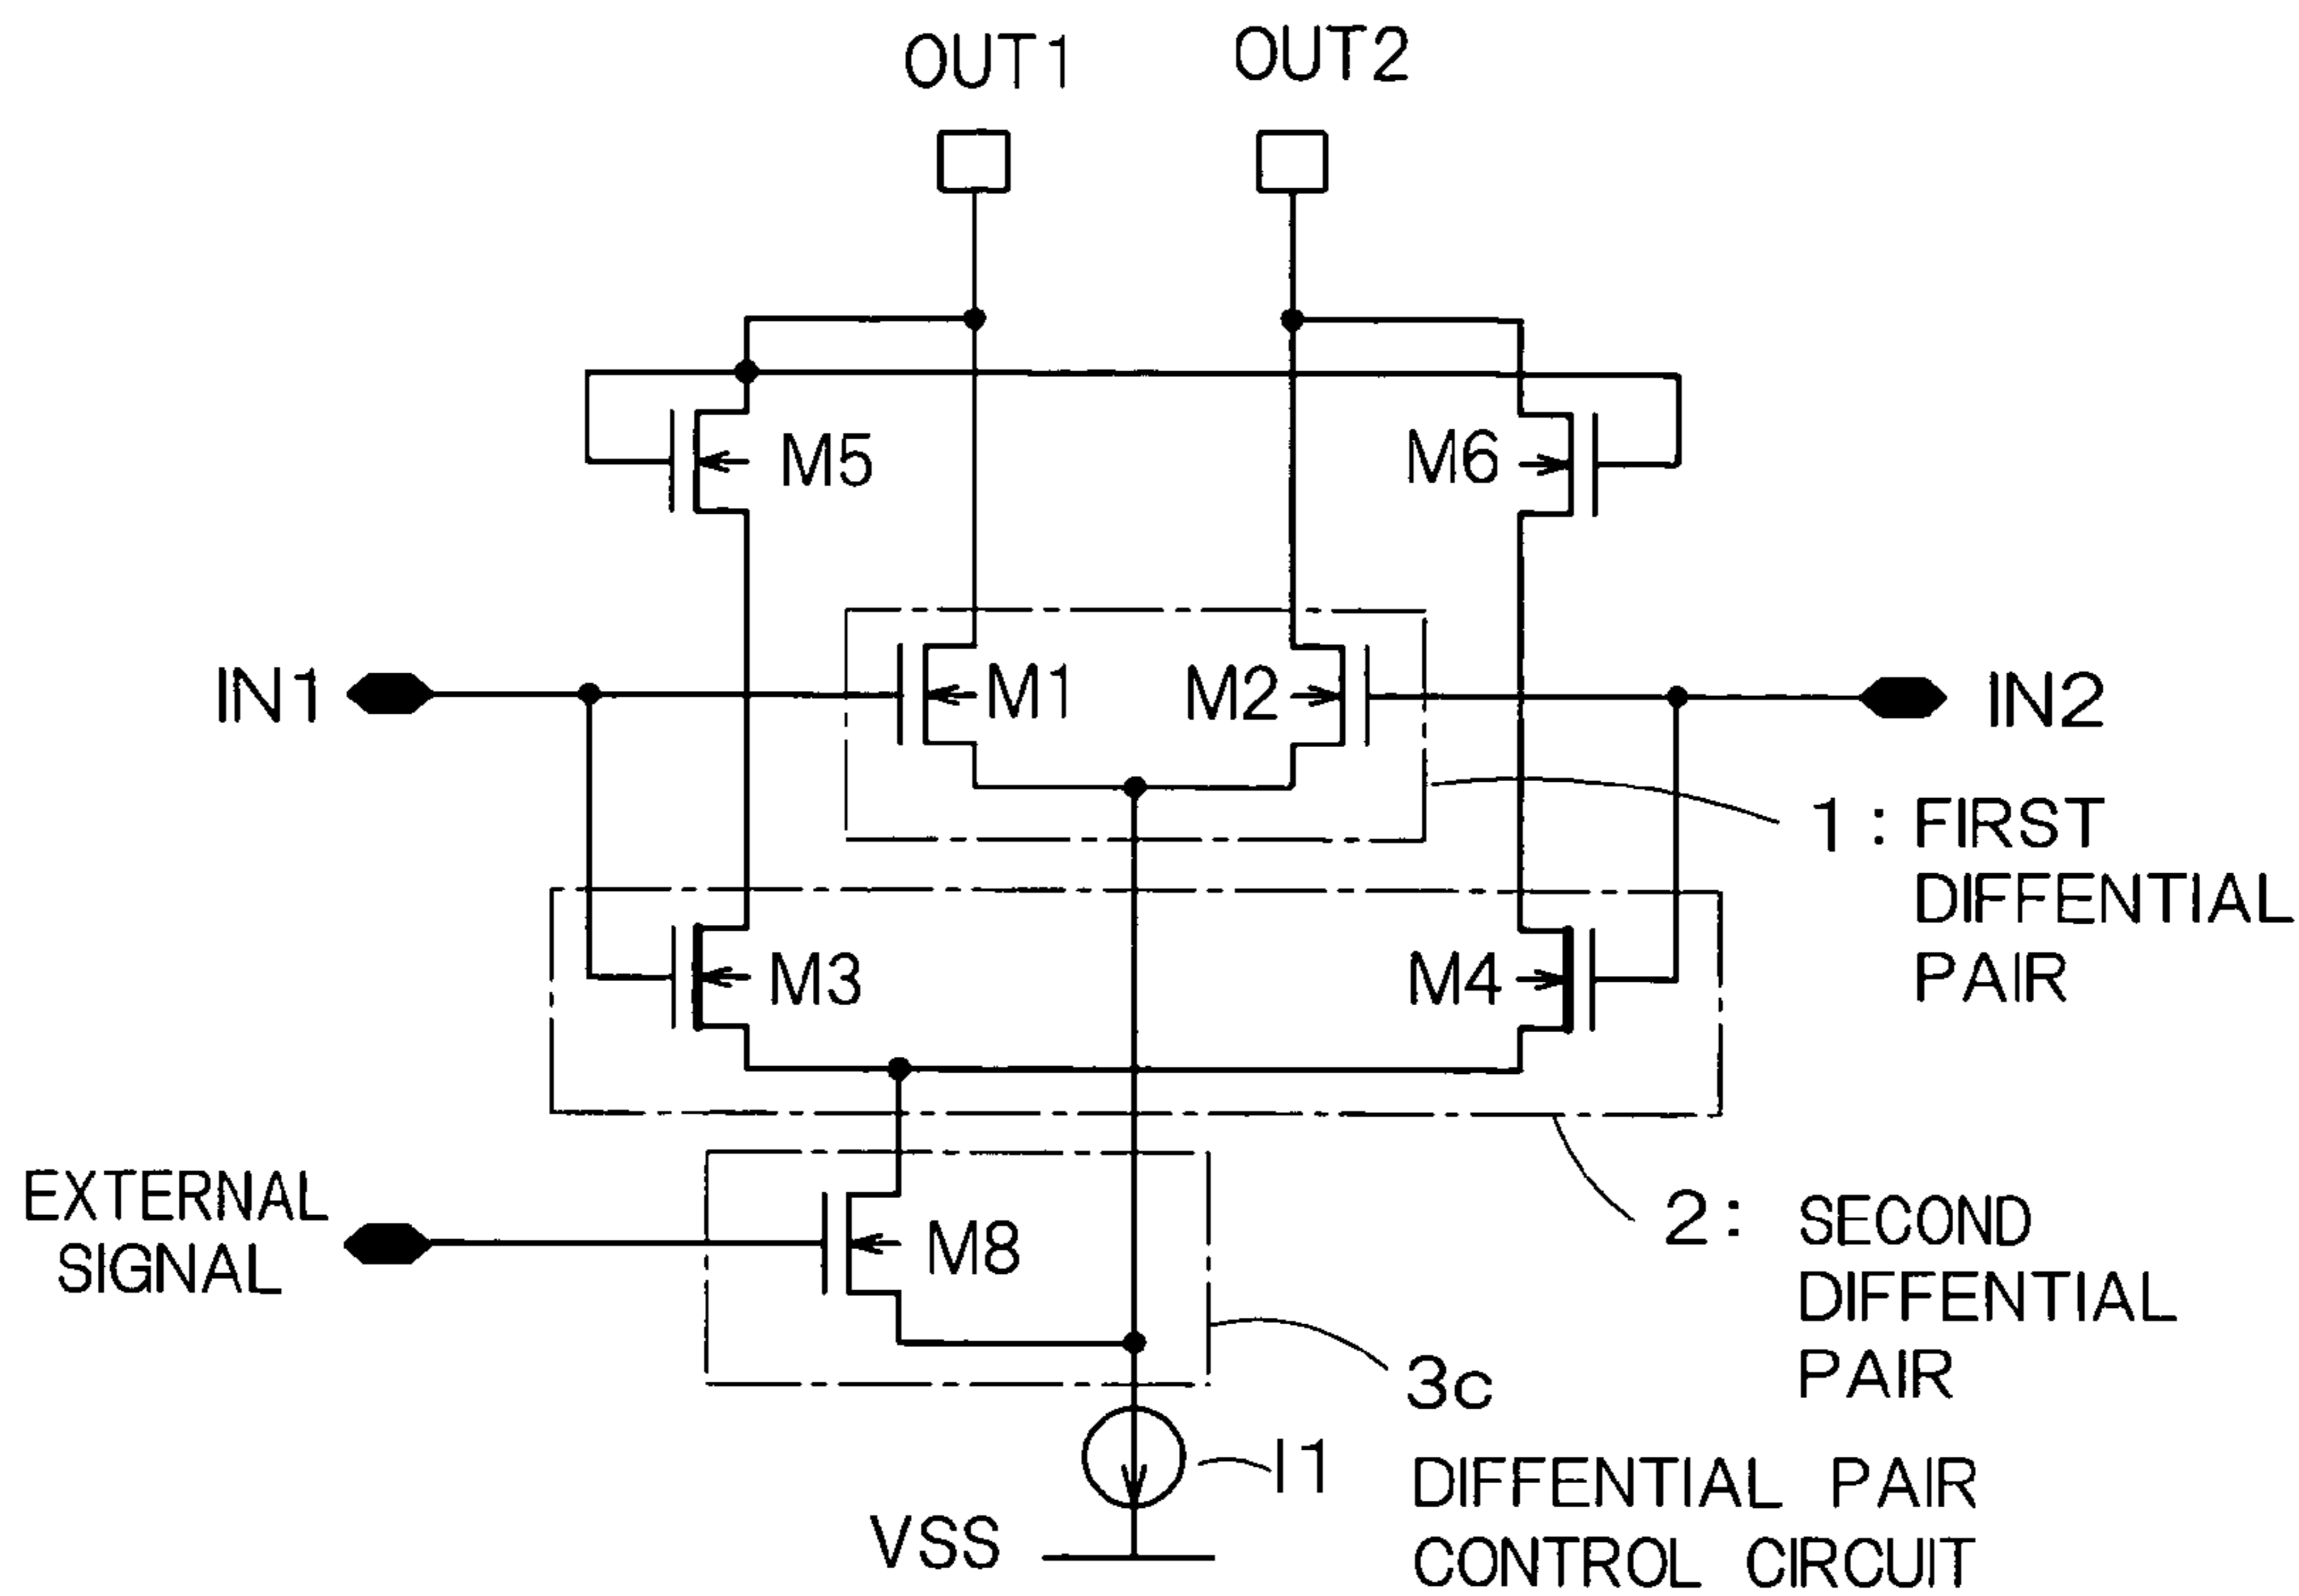 OUT1
OUT2
M5
M6
IN1
M1
M2
IN2
1: FIRST
DIFFENTIAL
PAIR
M3
M4
EXTERNAL
SIGNAL
M8
2: SECOND
DIFFENTIAL
PAIR
3c
DIFFENTIAL PAIR
CONTROL CIRCUIT
I1
VSS